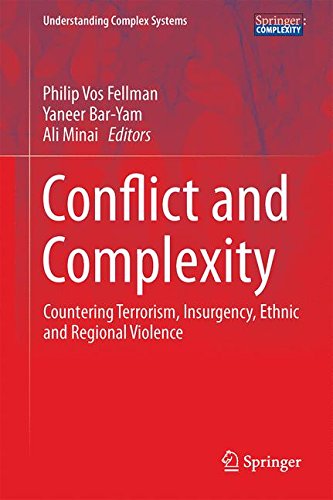 Understanding Complex Systems
Springer:
COMPLEXITY
Philip Vos Fellman
Yaneer Bar-Yam
Ali Minai Editors
Conflict and
Complexity
Countering Terrorism, Insurgency, Ethnic
and Regional Violence
Springer